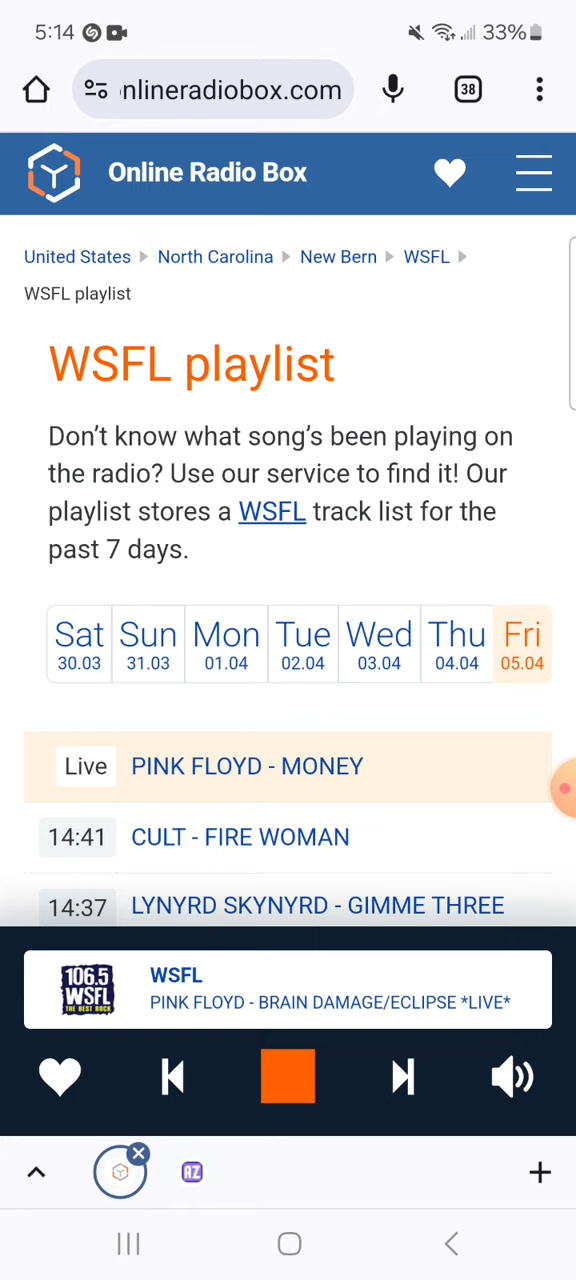 5:14
33%
nlineradiobox.com
38
Online Radio Box
United States North Carolina New Bern WSFL
WSFL playlist
WSFL playlist
Don’t know what song’s been playing on
the radio? Use our service to find it! Our
playlist stores a WSFL track list for the
past 7 days.
Sat Sun Mon Tue Wed Thu Fri
30.03 31.03 01.04 02.04 03.04 04.04 05.04
Live PINK FLOYD - MONEY
14:41 CULT - FIRE WOMAN
14:37 LYNYRD SKYNYRD - GIMME THREE
106.5
WSFL
THE BEST ROCK
WSFL
PINK FLOYD - BRAIN DAMAGE/ECLIPSE *LIVE*
AZ